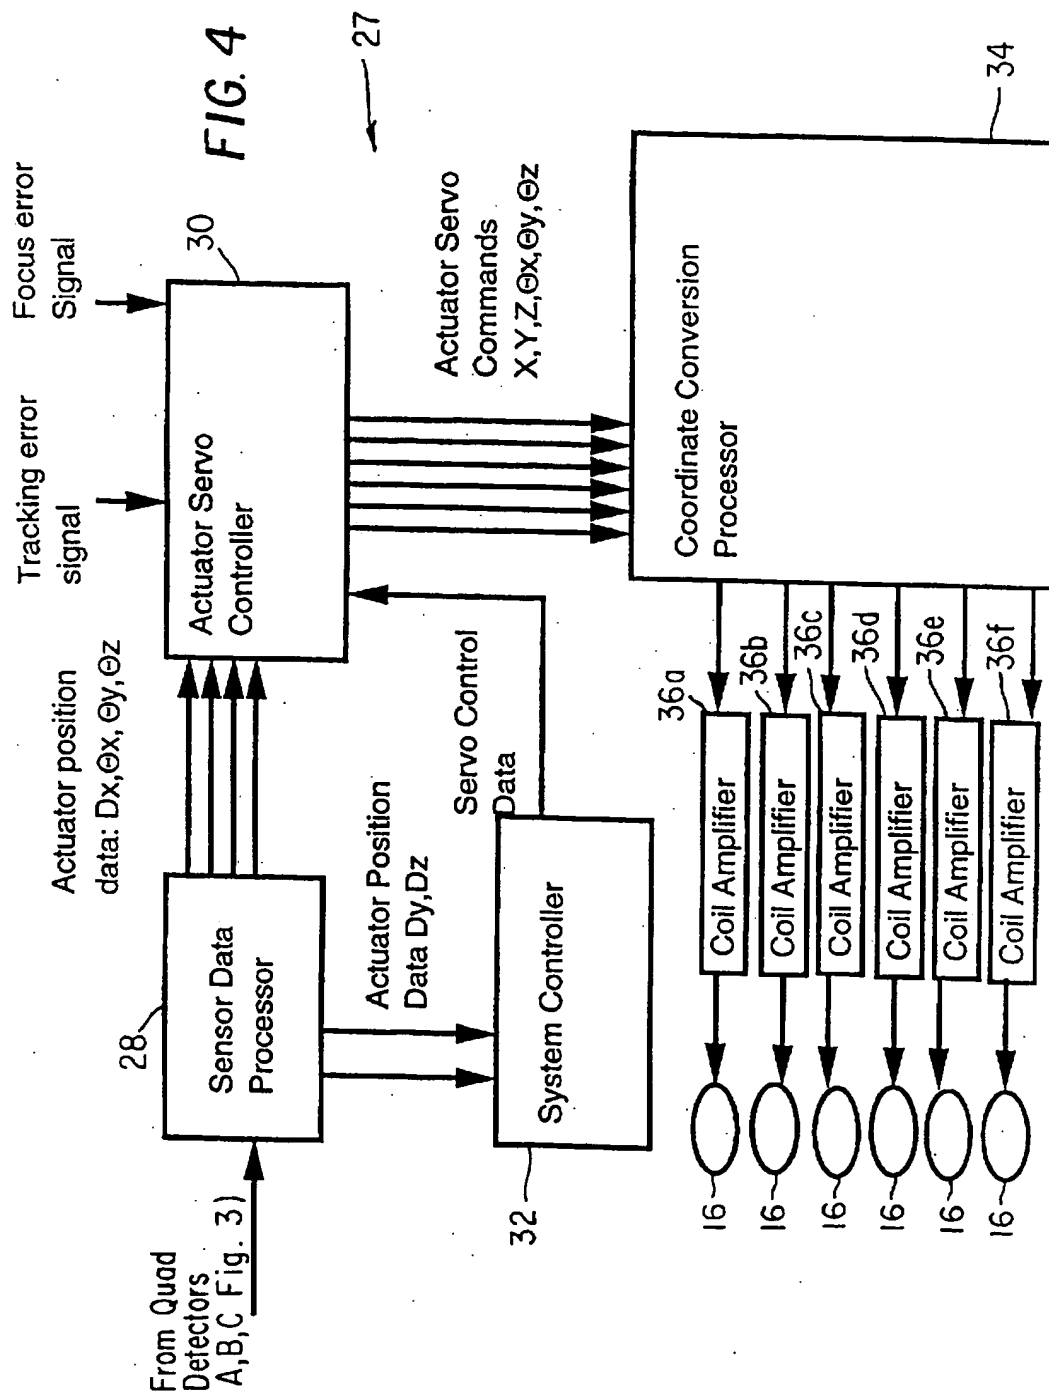 FIG. 4
27
From Quad
Detectors
A,B,C Fig. 3)
28
Sensor Data
Processor
Actuator position
data: Dx,Θx, Θy,Θz
Tracking error
signal
Focus error
Signal
30
Actuator Servo
Controller
Actuator Position
Data Dy,Dz
Servo Control
Data
System Controller
32
Actuator Servo
Commands
X,Y,Z,Θx,Θy,Θz
Coordinate Conversion
Processor
34
16
Coil Amplifier
36a
16
Coil Amplifier
36b
16
Coil Amplifier
36c
16
Coil Amplifier
36d
16
Coil Amplifier
36e
16
Coil Amplifier
36f